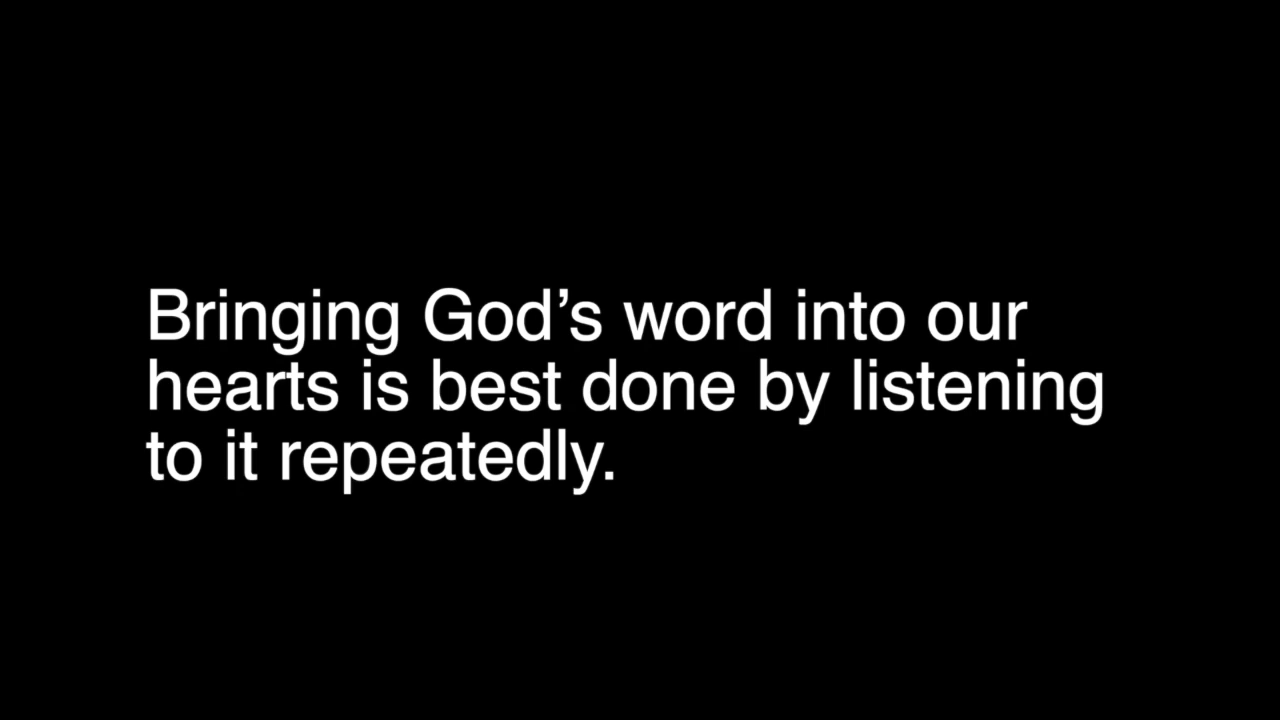 Bringing God’s word into our
hearts is best done by listening
to it repeatedly.